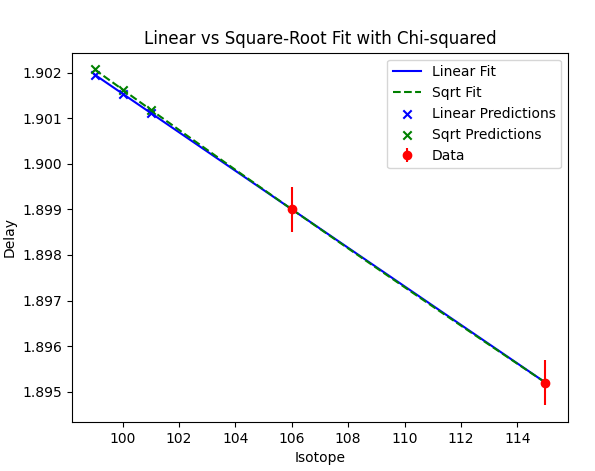 Linear vs Square-Root Fit with Chi-squared
Linear Fit
Sqrt Fit
Linear Predictions
Sqrt Predictions
Data
1.902
1.901
1.900
1.899
1.898
1.897
1.896
1.895
Delay
100
102
104
106
108
110
112
114
Isotope